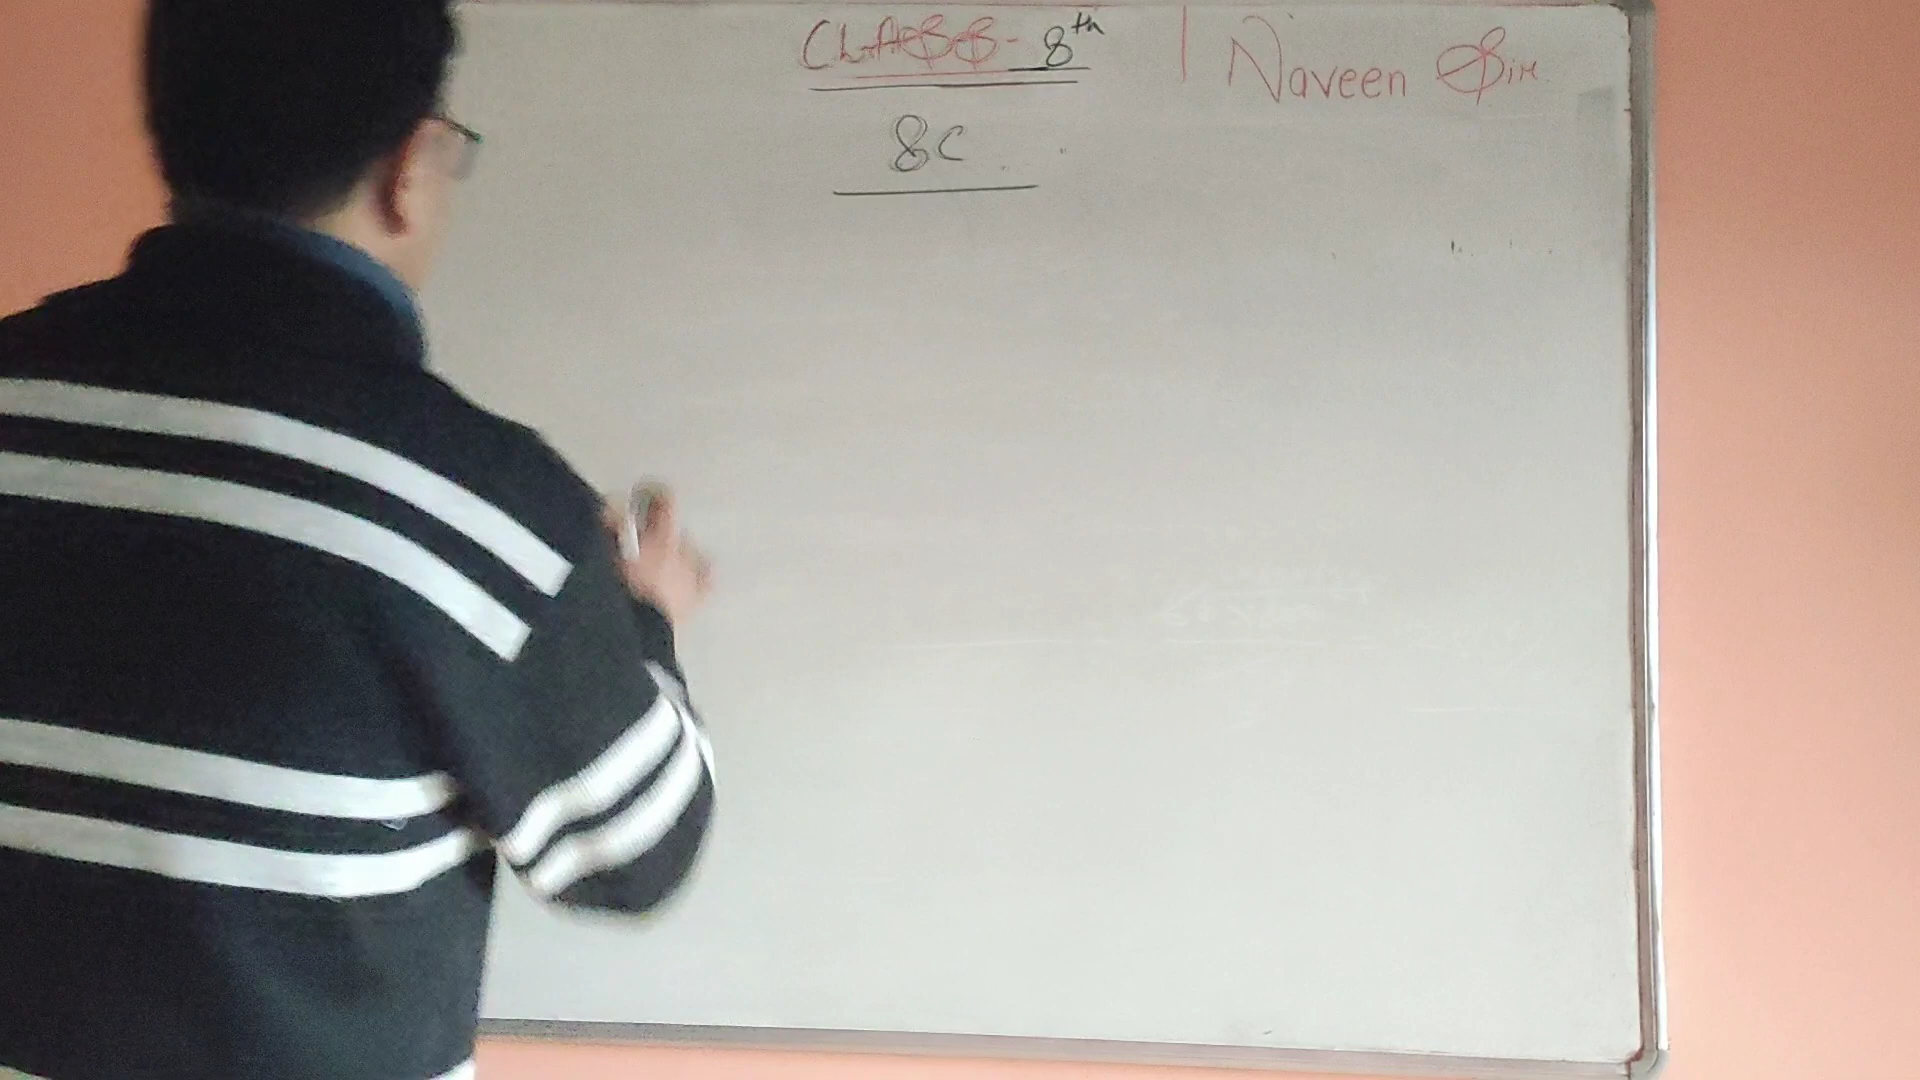 CLASS- 8th | Naveen Sir
8C